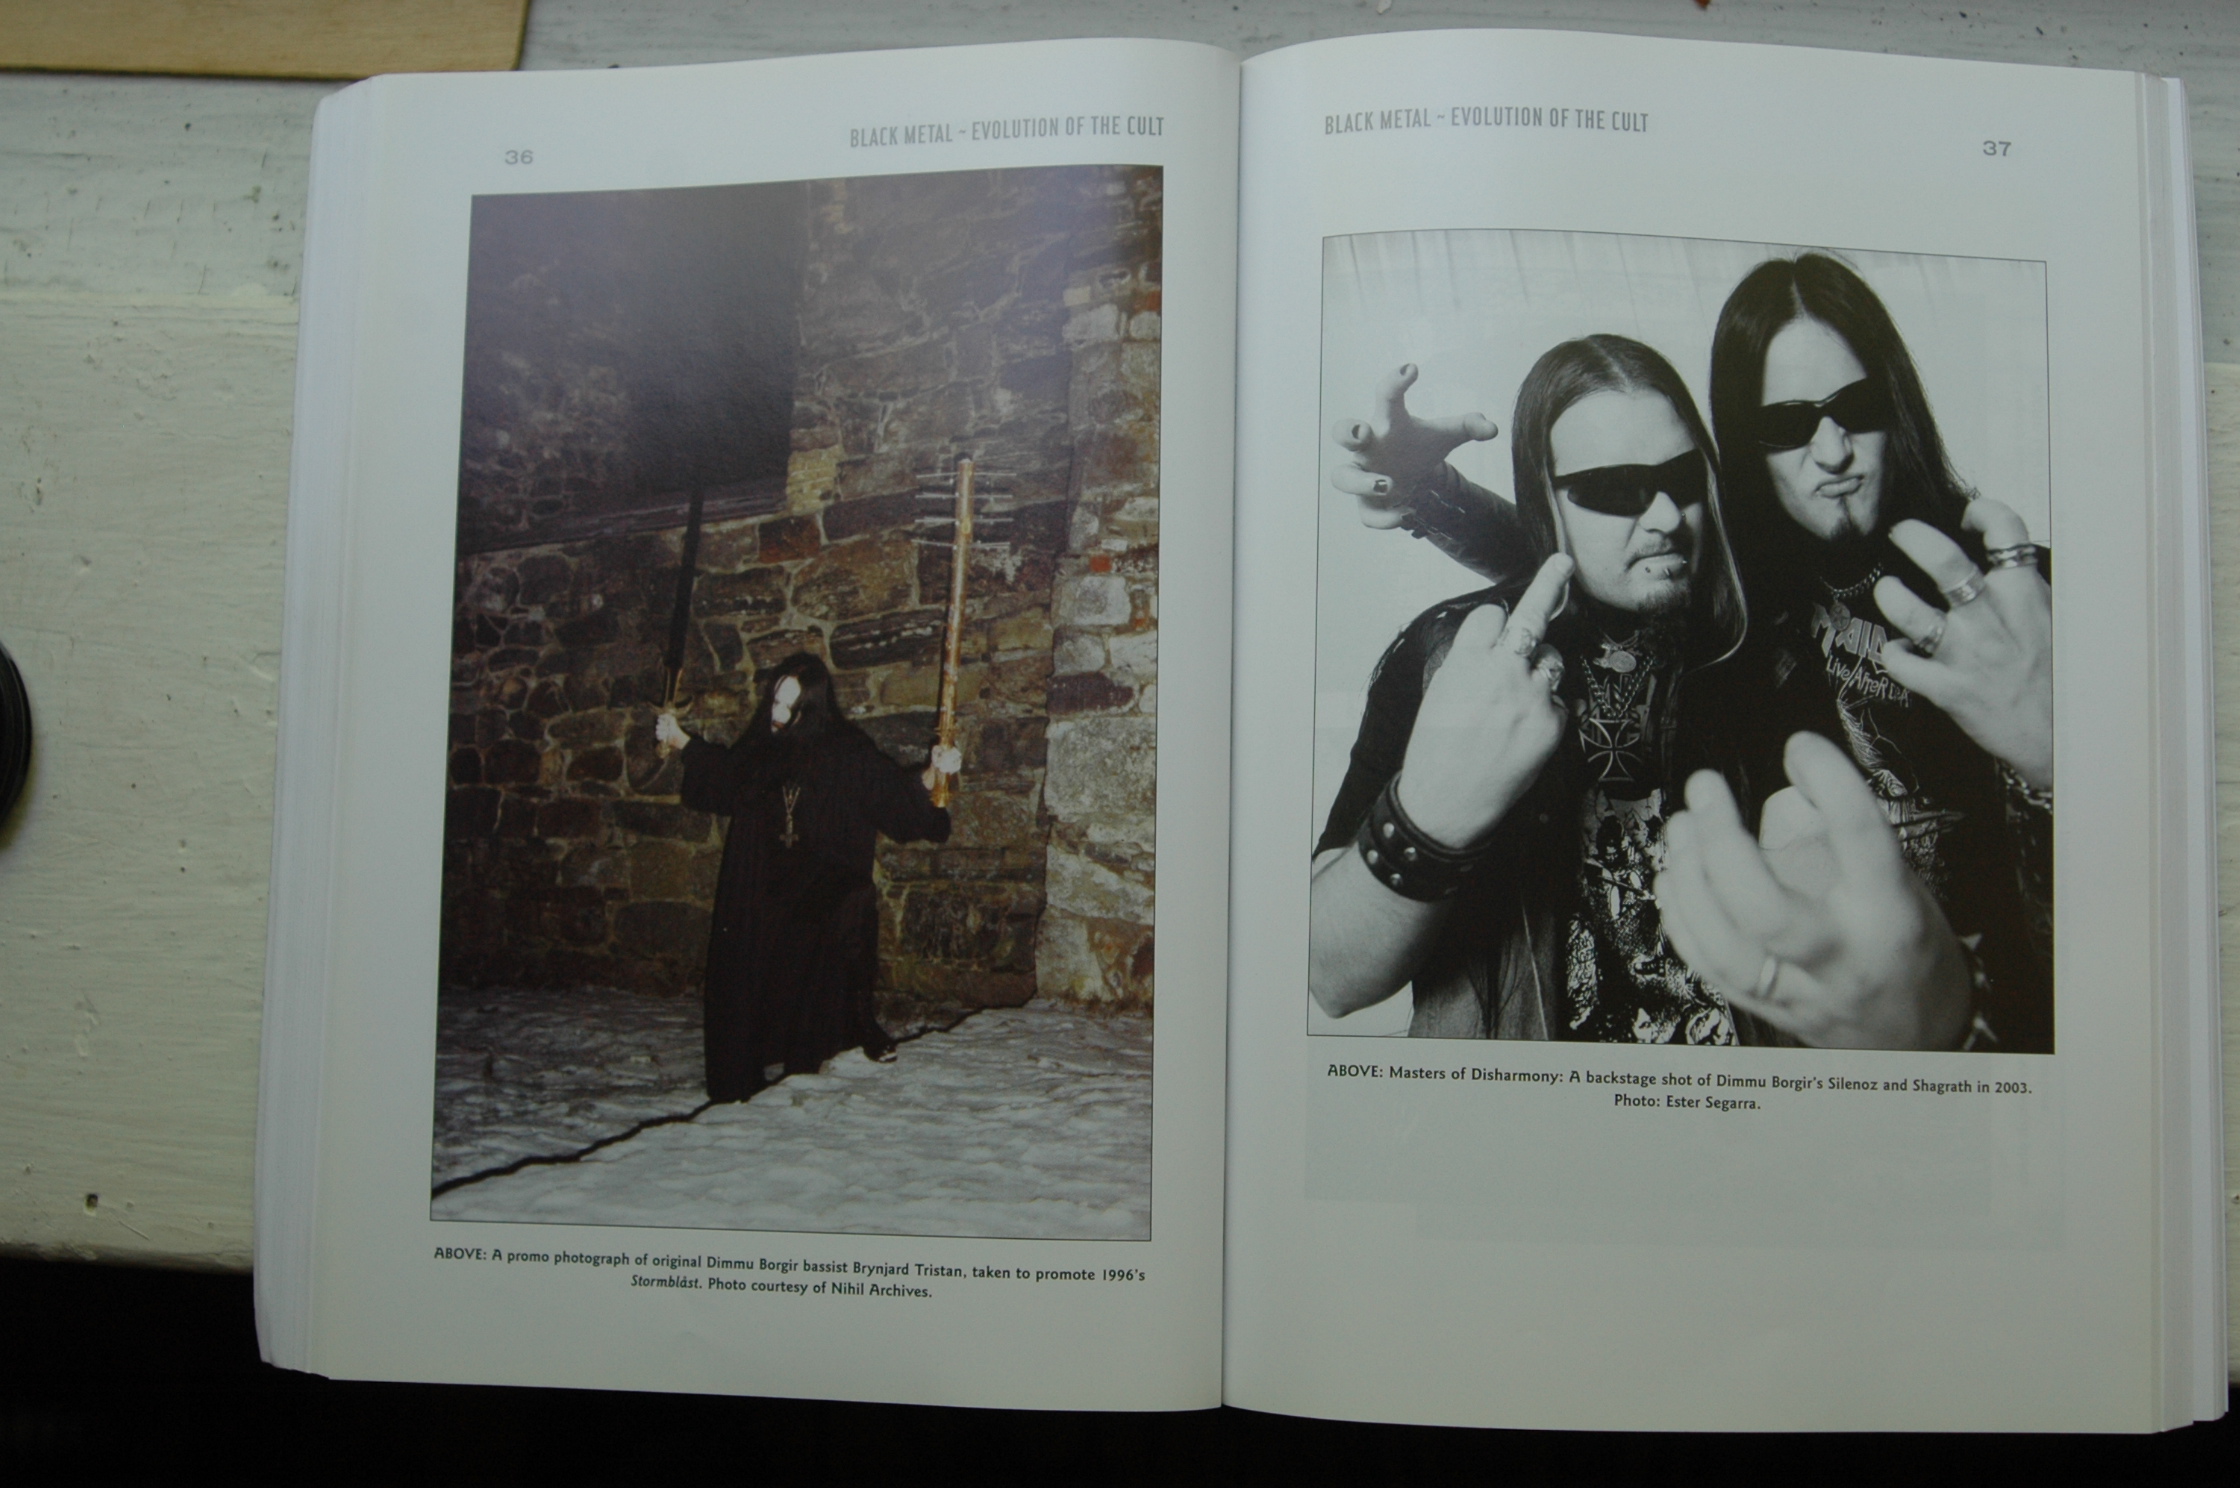 36
BLACK METAL ~ EVOLUTION OF THE CULT
ABOVE: A promo photograph of original Dimmu Borgir bassist Brynjard Tristan, taken to promote 1996's
Stormblåst. Photo courtesy of Nihil Archives.
BLACK METAL ~ EVOLUTION OF THE CULT
37
MAID
Live After DEA
ABOVE: Masters of Disharmony: A backstage shot of Dimmu Borgir's Silenoz and Shagrath in 2003.
Photo: Ester Segarra.